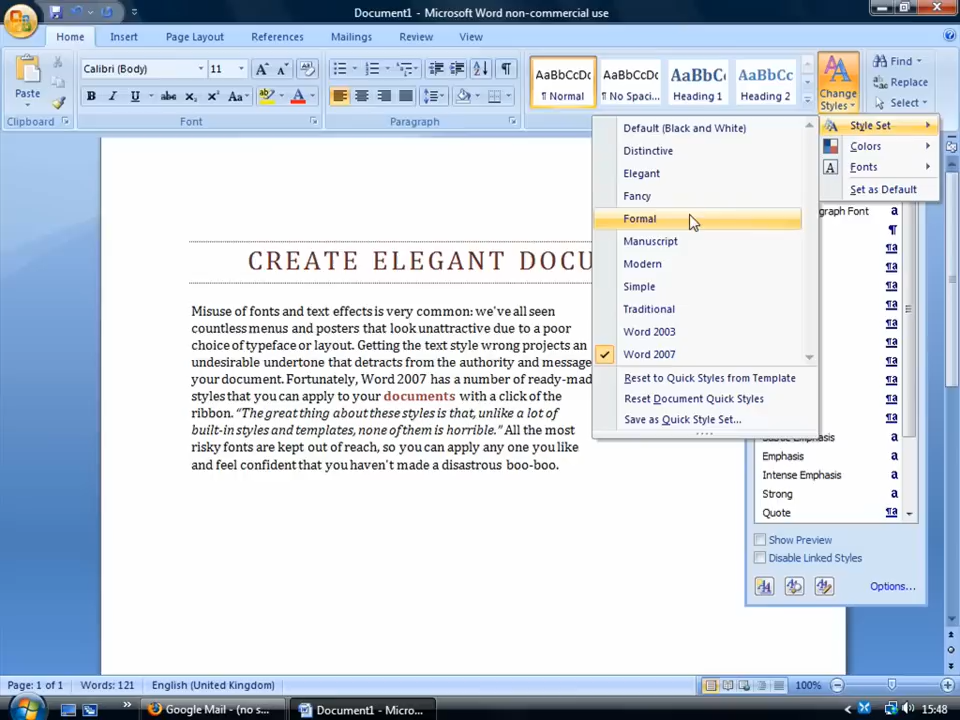 Document1 - Microsoft Word non-commercial use
Home Insert Page Layout References Mailings Review View
Calibri (Body) 11
Paste
B I U abc x₂ x² Aa
AaBbCcDc AaBbCcDc AaBbC AaBbCc
¶ Normal ¶ No Spaci... Heading 1 Heading 2
Change Styles
Find
Replace
Select
Clipboard Font Paragraph
Style Set
Colors
Fonts
Set as Default
Default (Black and White)
Distinctive
Elegant
Fancy
Formal
Manuscript
Modern
Simple
Traditional
Word 2003
Word 2007
Reset to Quick Styles from Template
Reset Document Quick Styles
Save as Quick Style Set...
graph Font a
CREATE ELEGANT DOCU
Misuse of fonts and text effects is very common: we've all seen
countless menus and posters that look unattractive due to a poor
choice of typeface or layout. Getting the text style wrong projects an
undesirable undertone that detracts from the authority and message
your document. Fortunately, Word 2007 has a number of ready-mad
styles that you can apply to your documents with a click of the
ribbon. “The great thing about these styles is that, unlike a lot of
built-in styles and templates, none of them is horrible.” All the most
risky fonts are kept out of reach, so you can apply any one you like
and feel confident that you haven't made a disastrous boo-boo.
Subtle Emphasis a
Emphasis ¶a
Intense Emphasis ¶a
Strong a
Quote ¶a
Show Preview
Disable Linked Styles
Options...
Page: 1 of 1 Words: 121 English (United Kingdom) 100%
Google Mail - (no s... Document1 - Micro... 15:48